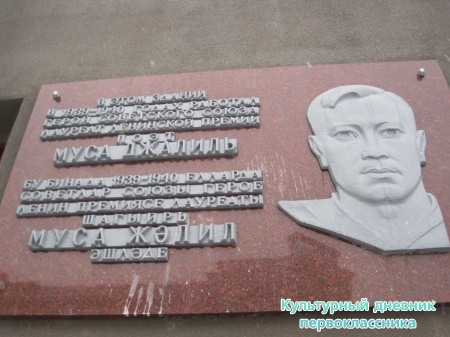 В ЭТОМ ЗДАНИИ
В 1939-1940 ГОДАХ РАБОТАЛ
ГЕРОЙ СОВЕТСКОГО СОЮЗА
ЛАУРЕАТ ЛЕНИНСКОЙ ПРЕМИИ
ПОЭТ
МУСА ДЖАЛИЛЬ
БУ БИНАДА 1939-1940 ЕЛЛАРДА
СОВЕТЛАР СОЮЗЫ ГЕРОЕ
ЛЕНИН ПРЕМИЯСЕ ЛАУРЕАТЫ
ШАГЫЙРЬ
МУСА ҖӘЛИЛ
ЭШЛӘДЕ
Культурный дневник
первоклассника